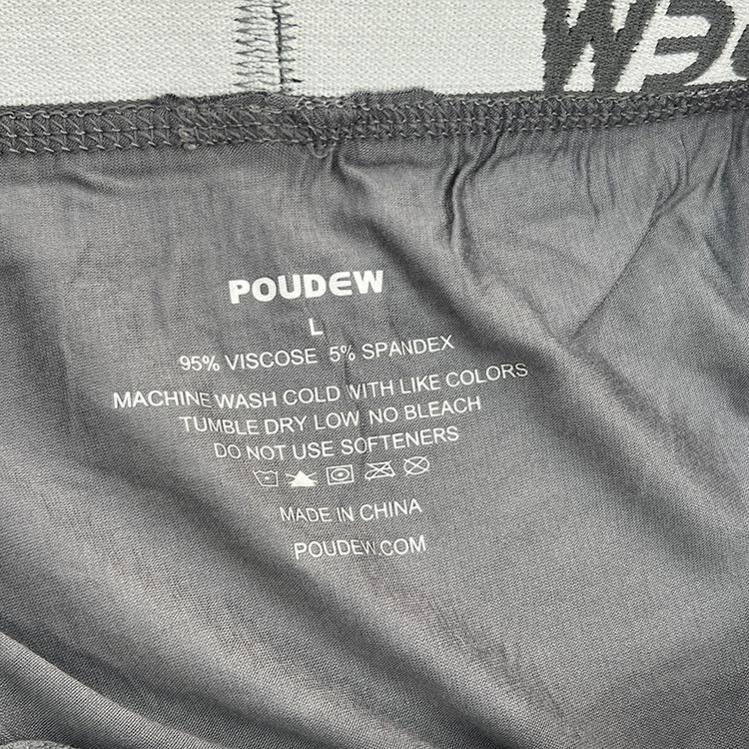 POUDEW
L
95% VISCOSE 5% SPANDEX
MACHINE WASH COLD WITH LIKE COLORS
TUMBLE DRY LOW NO BLEACH
DO NOT USE SOFTENERS
MADE IN CHINA
POUDEW.COM